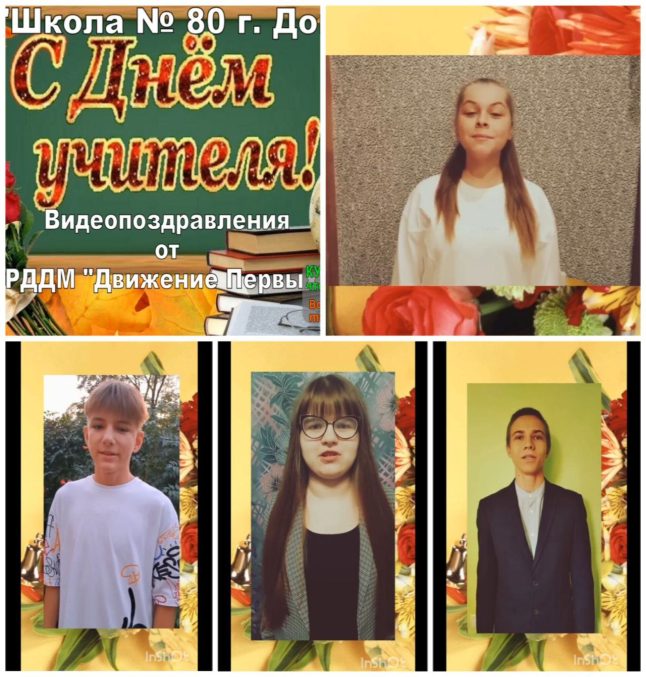 "Школа № 80 г. До
С Днём
учителя!
Видеопоздравления
от
РДДМ "Движение Первы
InShOt
InShOt
InShOt